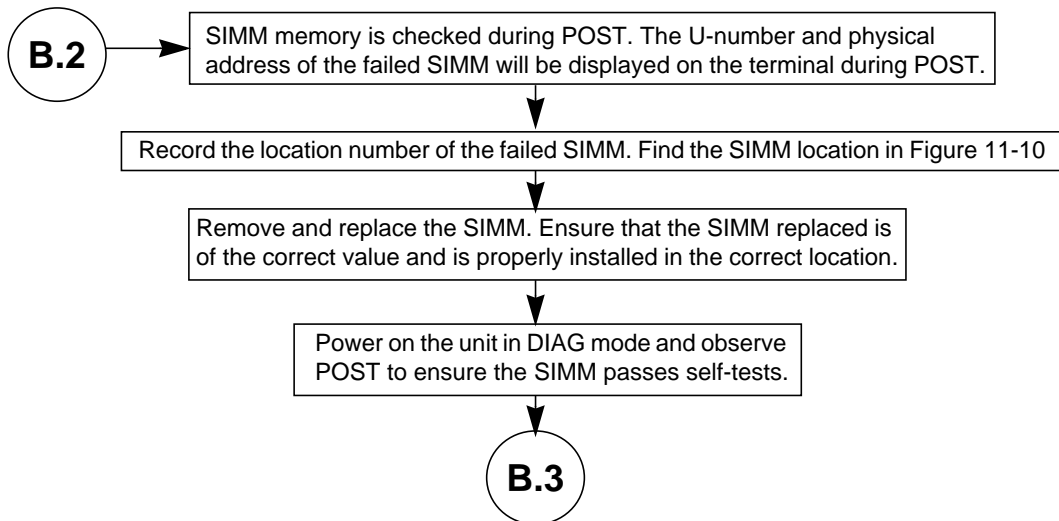 B.2
SIMM memory is checked during POST. The U-number and physical
address of the failed SIMM will be displayed on the terminal during POST.
Record the location number of the failed SIMM. Find the SIMM location in Figure 11-10
Remove and replace the SIMM. Ensure that the SIMM replaced is
of the correct value and is properly installed in the correct location.
Power on the unit in DIAG mode and observe
POST to ensure the SIMM passes self-tests.
B.3